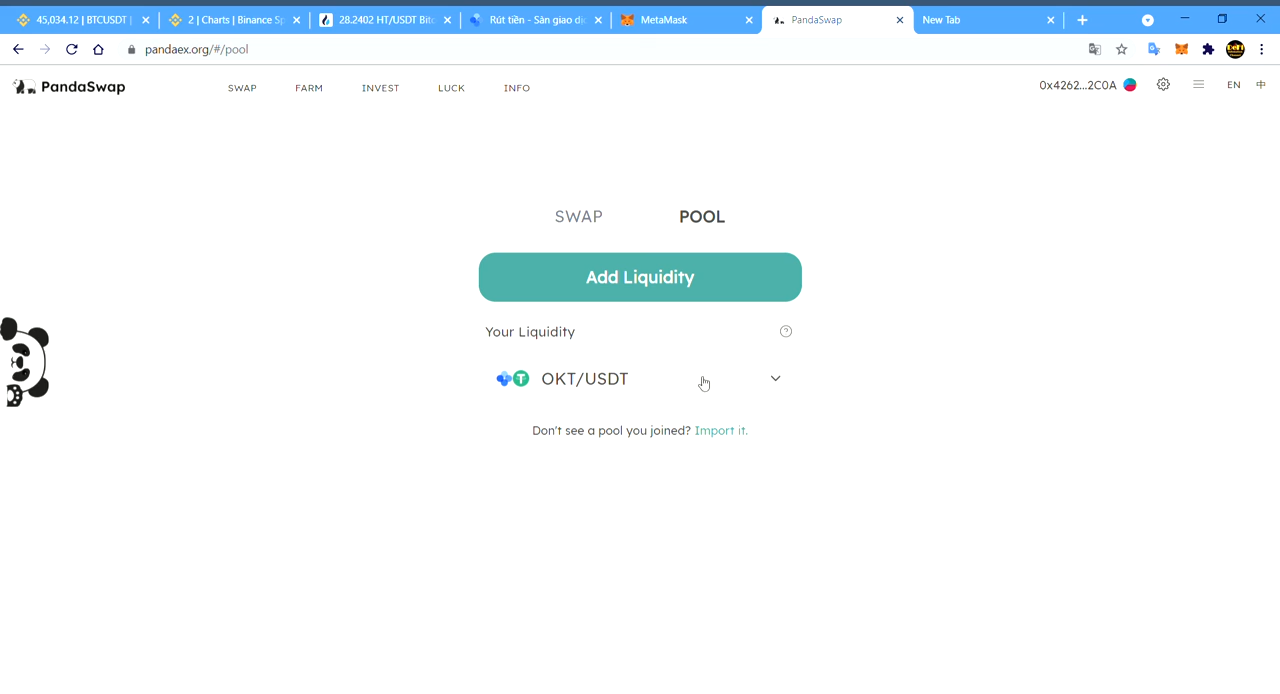 45,034.12 | BTCUSDT |
2 | Charts | Binance Sp
28.2402 HT/USDT Bitc
Rút tiền - Sàn giao dịc
MetaMask
PandaSwap
New Tab
pandaex.org/#/pool
PandaSwap
SWAP
FARM
INVEST
LUCK
INFO
0x4262...2C0A
EN
中
SWAP
POOL
Add Liquidity
Your Liquidity
OKT/USDT
Don't see a pool you joined? Import it.